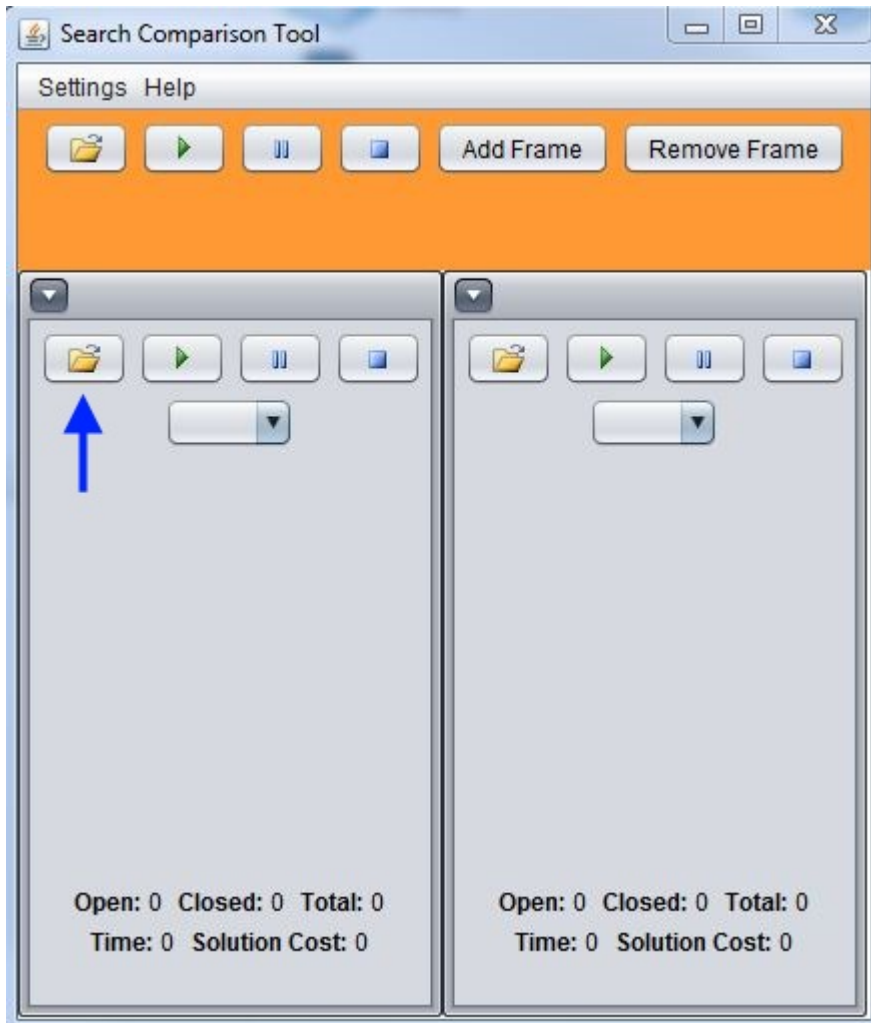 Search Comparison Tool
Settings Help
Add Frame Remove Frame
Open: 0 Closed: 0 Total: 0
Time: 0 Solution Cost: 0
Open: 0 Closed: 0 Total: 0
Time: 0 Solution Cost: 0